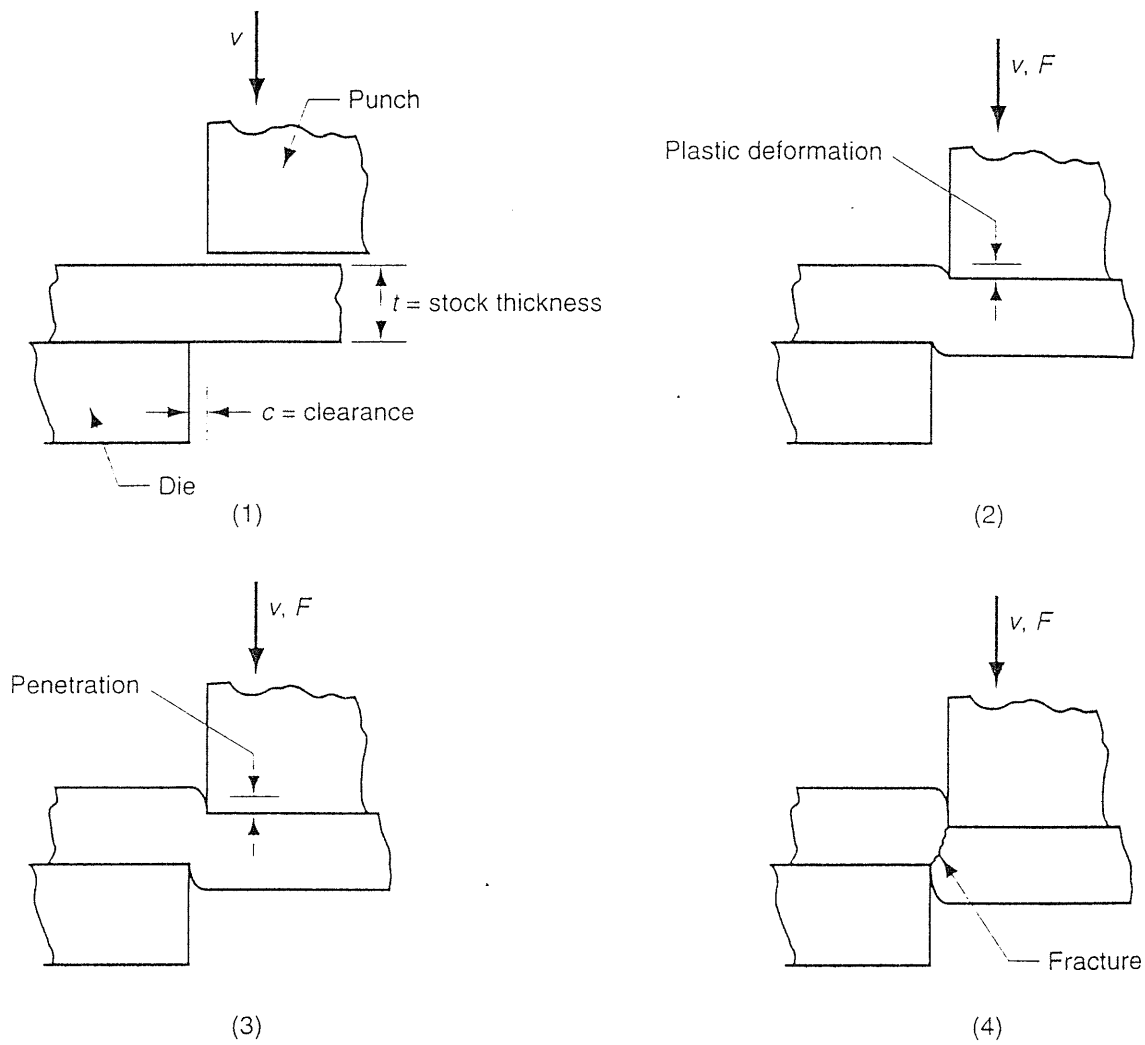 v
Punch
t = stock thickness
c = clearance
Die
(1)
v, F
Plastic deformation
(2)
v, F
Penetration
(3)
v, F
Fracture
(4)